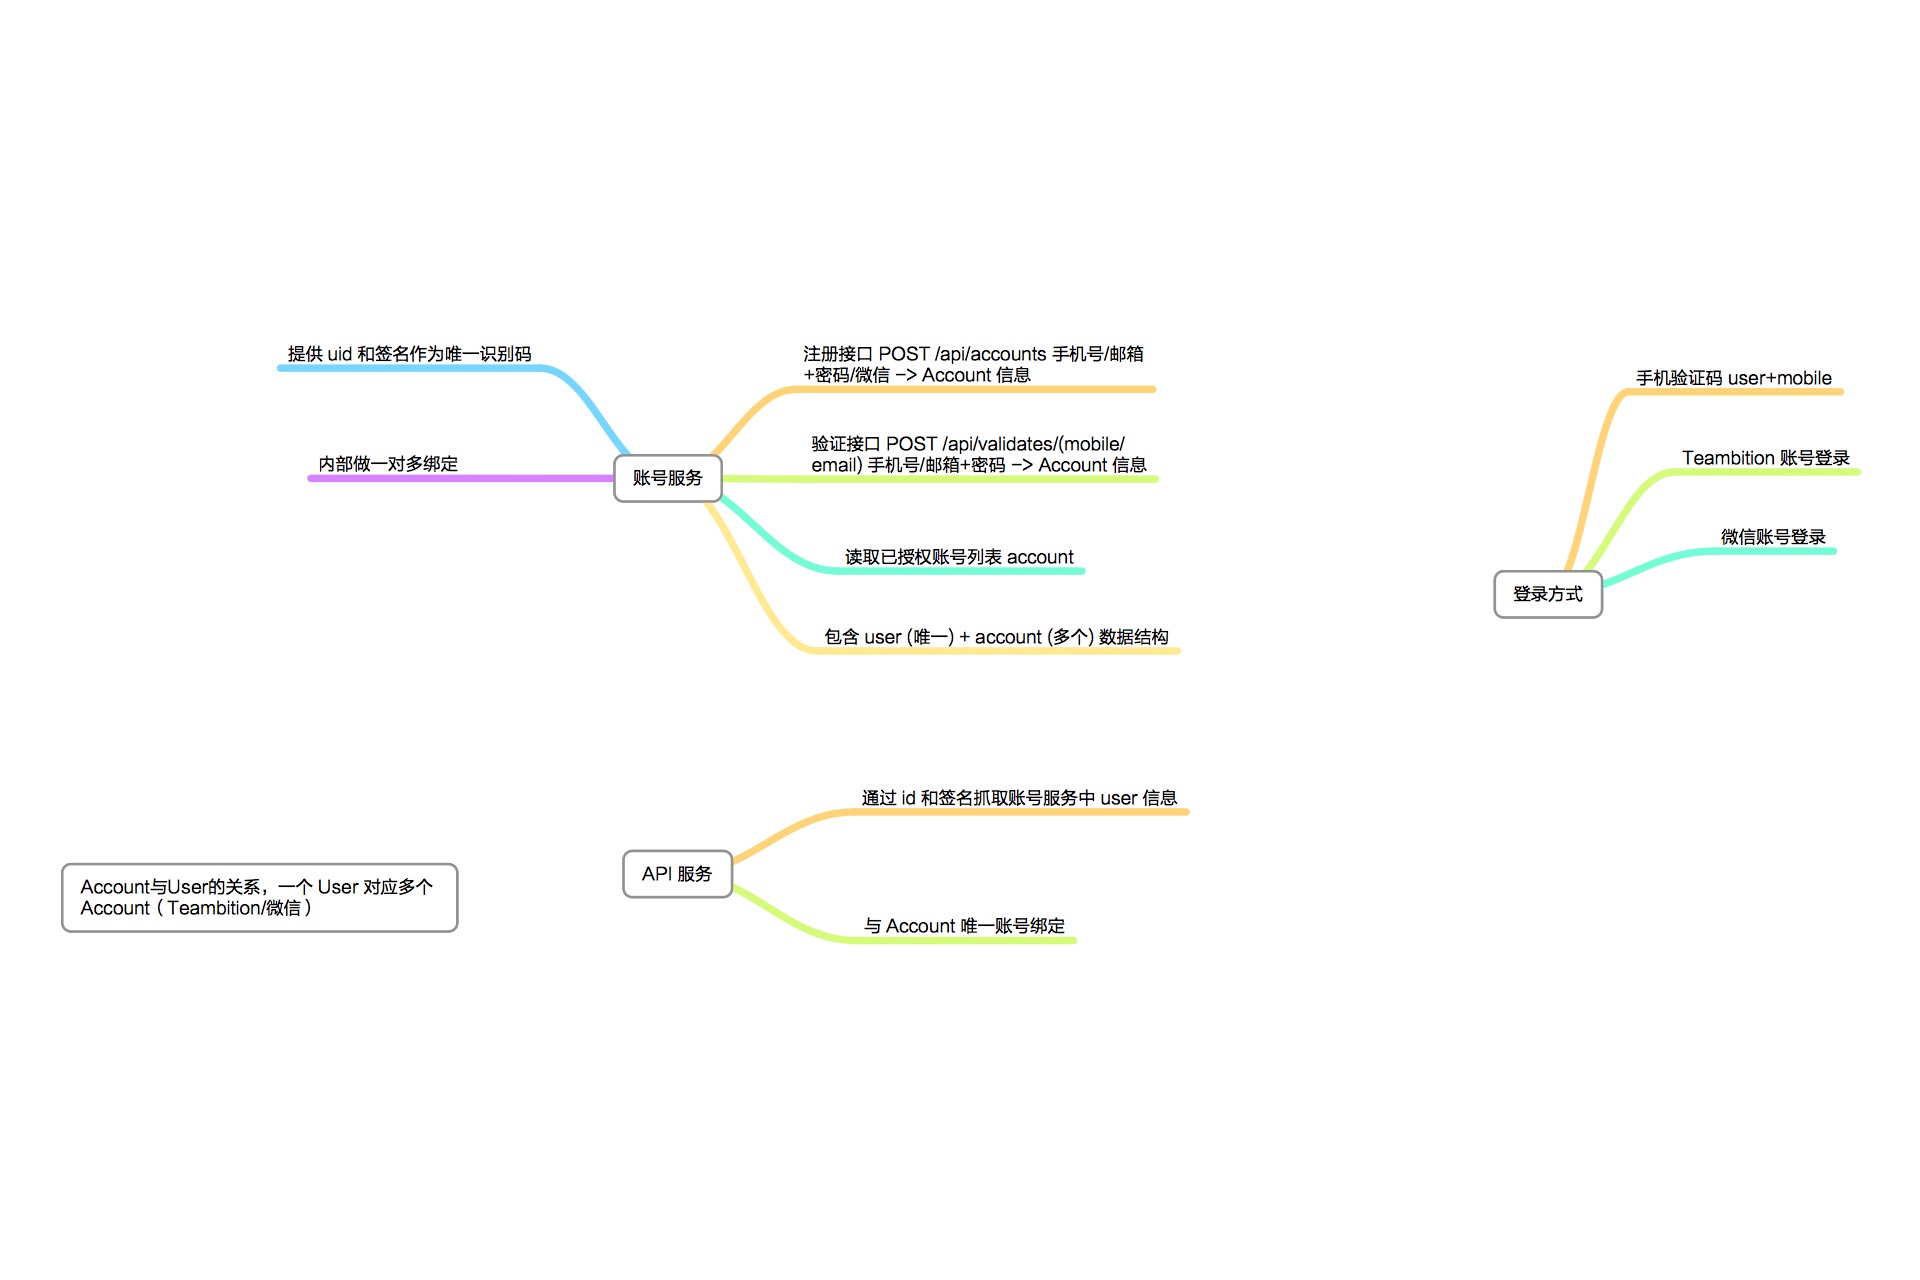 提供 uid 和签名作为唯一识别码
内部做一对多绑定
账号服务
注册接口 POST /api/accounts 手机号/邮箱
+密码/微信 –> Account 信息
验证接口 POST /api/validates/(mobile/
email) 手机号/邮箱+密码 –> Account 信息
读取已授权账号列表 account
包含 user (唯一) + account (多个) 数据结构
手机验证码 user+mobile
Teambition 账号登录
微信账号登录
登录方式
通过 id 和签名抓取账号服务中 user 信息
API 服务
与 Account 唯一账号绑定
Account与User的关系，一个 User 对应多个
Account（Teambition/微信）